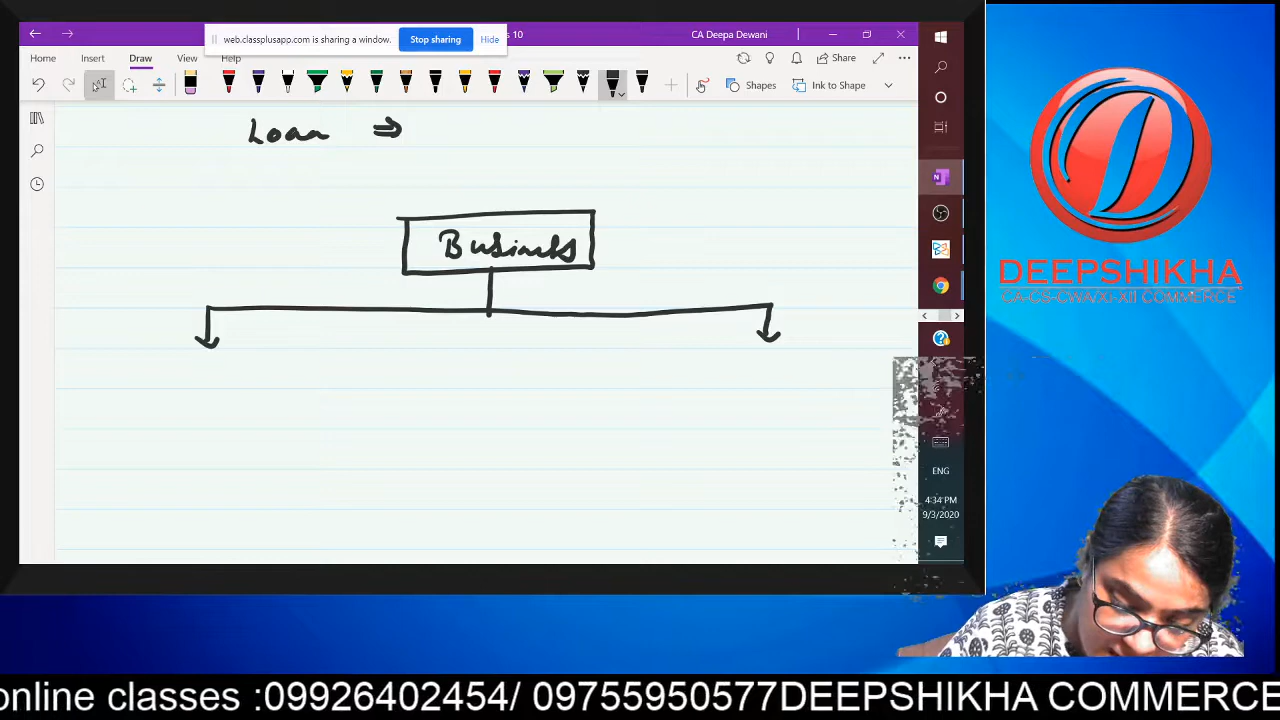 web.classplusapp.com is sharing a window. Stop sharing Hide
s 10
CA Deepa Dewani
Home Insert Draw View Help
Share
Shapes Ink to Shape
Loan ⇒
Business
DEEPSHIKHA
CA-CS-CWA/XI-XII COMMERCE
ENG
4:34 PM
9/3/2020
online classes :09926402454/ 09755950577DEEPSHIKHA COMMERCE